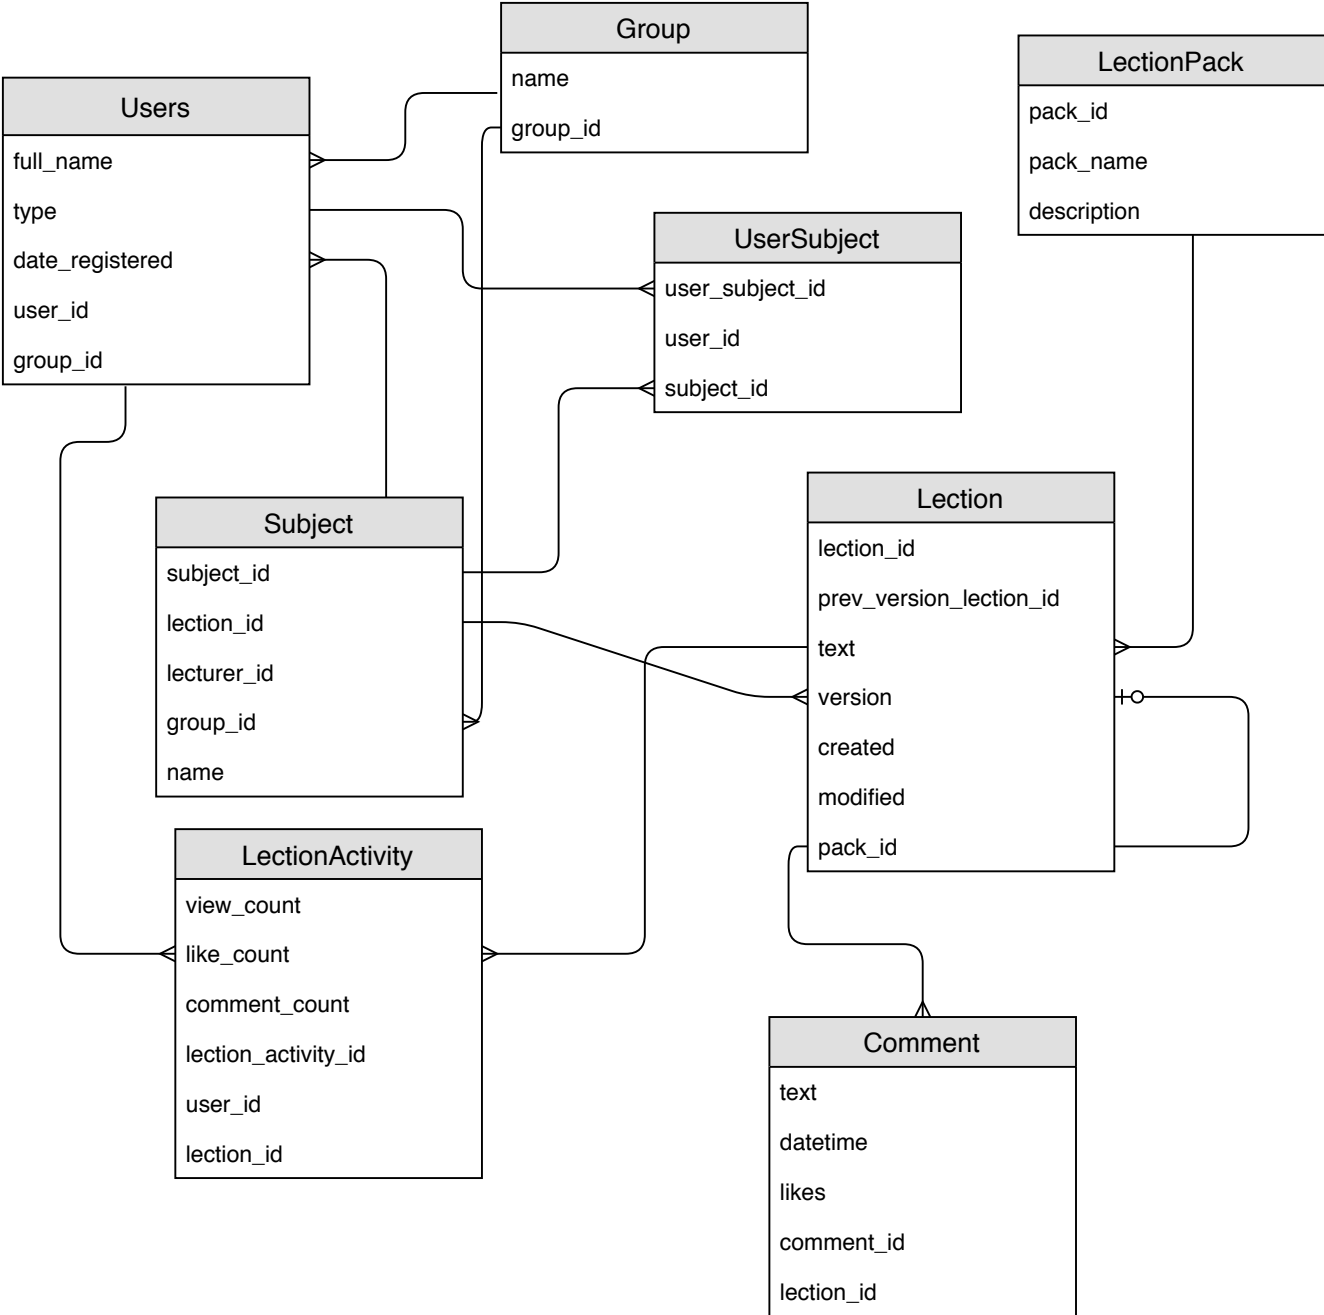 Group
name
group_id
LectionPack
pack_id
pack_name
description
Users
full_name
type
date_registered
user_id
group_id
UserSubject
user_subject_id
user_id
subject_id
Subject
subject_id
lection_id
lecturer_id
group_id
name
Lection
lection_id
prev_version_lection_id
text
version
created
modified
pack_id
LectionActivity
view_count
like_count
comment_count
lection_activity_id
user_id
lection_id
Comment
text
datetime
likes
comment_id
lection_id